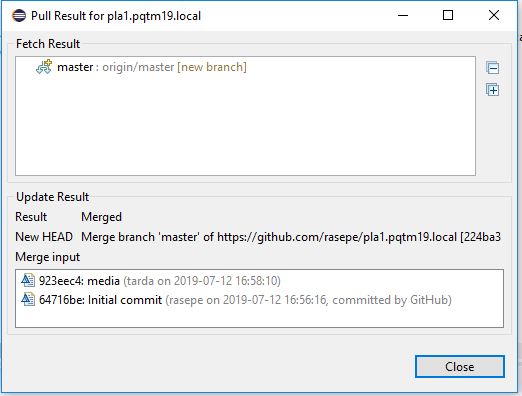 Pull Result for pla1.pqtm19.local
Fetch Result
master : origin/master [new branch]
Update Result
Result Merged
New HEAD Merge branch 'master' of https://github.com/rasepe/pla1.pqtm19.local [224ba3
Merge input
923eec4: media (tarda on 2019-07-12 16:58:10)
64716be: Initial commit (rasepe on 2019-07-12 16:56:16, committed by GitHub)
Close